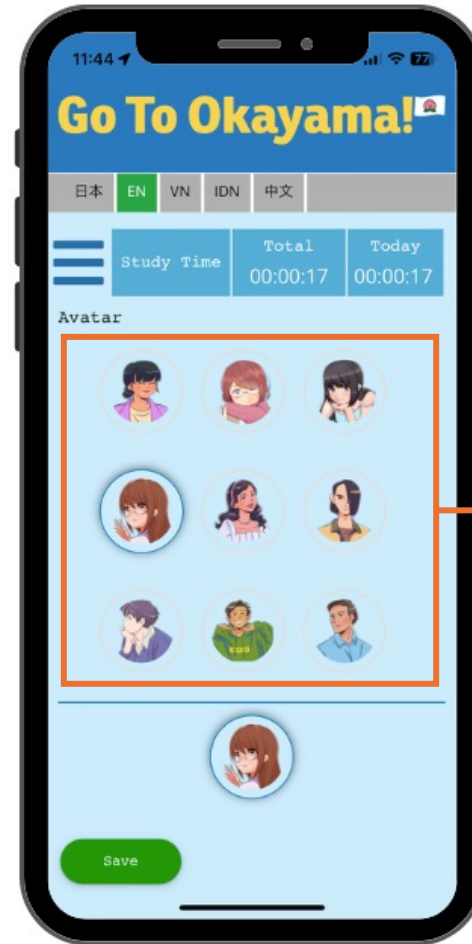 11:44
77
Go To Okayama!
日本 EN VN IDN 中文
Study Time
Total
00:00:17
Today
00:00:17
Avatar
Save